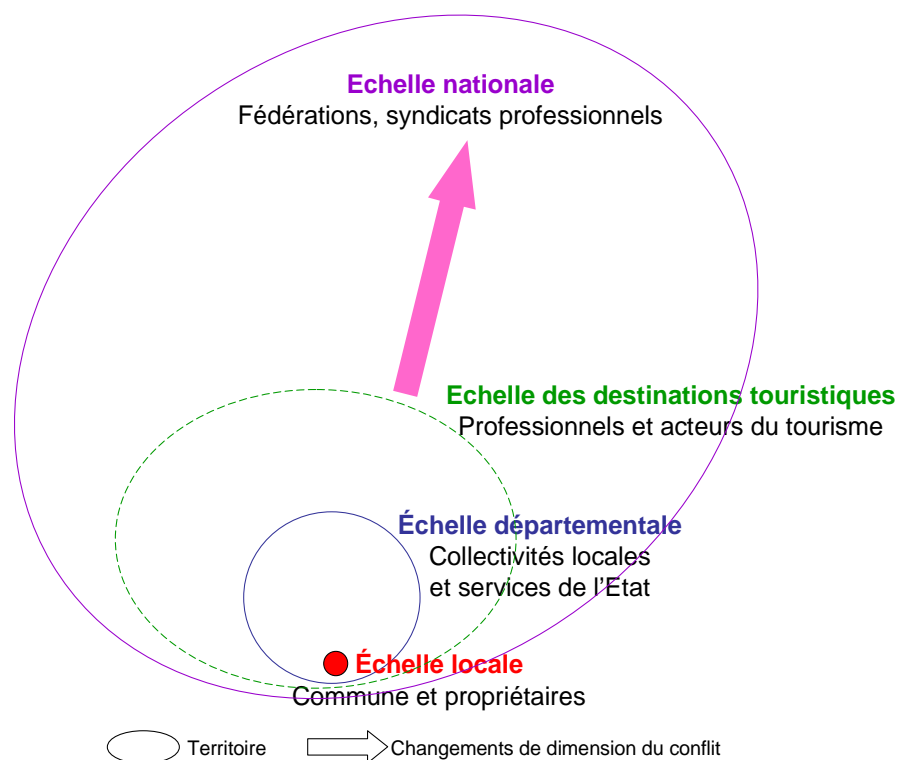 Echelle nationale
Fédérations, syndicats professionnels
Echelle des destinations touristiques
Professionnels et acteurs du tourisme
Échelle départementale
Collectivités locales
et services de l'Etat
Échelle locale
Commune et propriétaires
Territoire
Changements de dimension du conflit